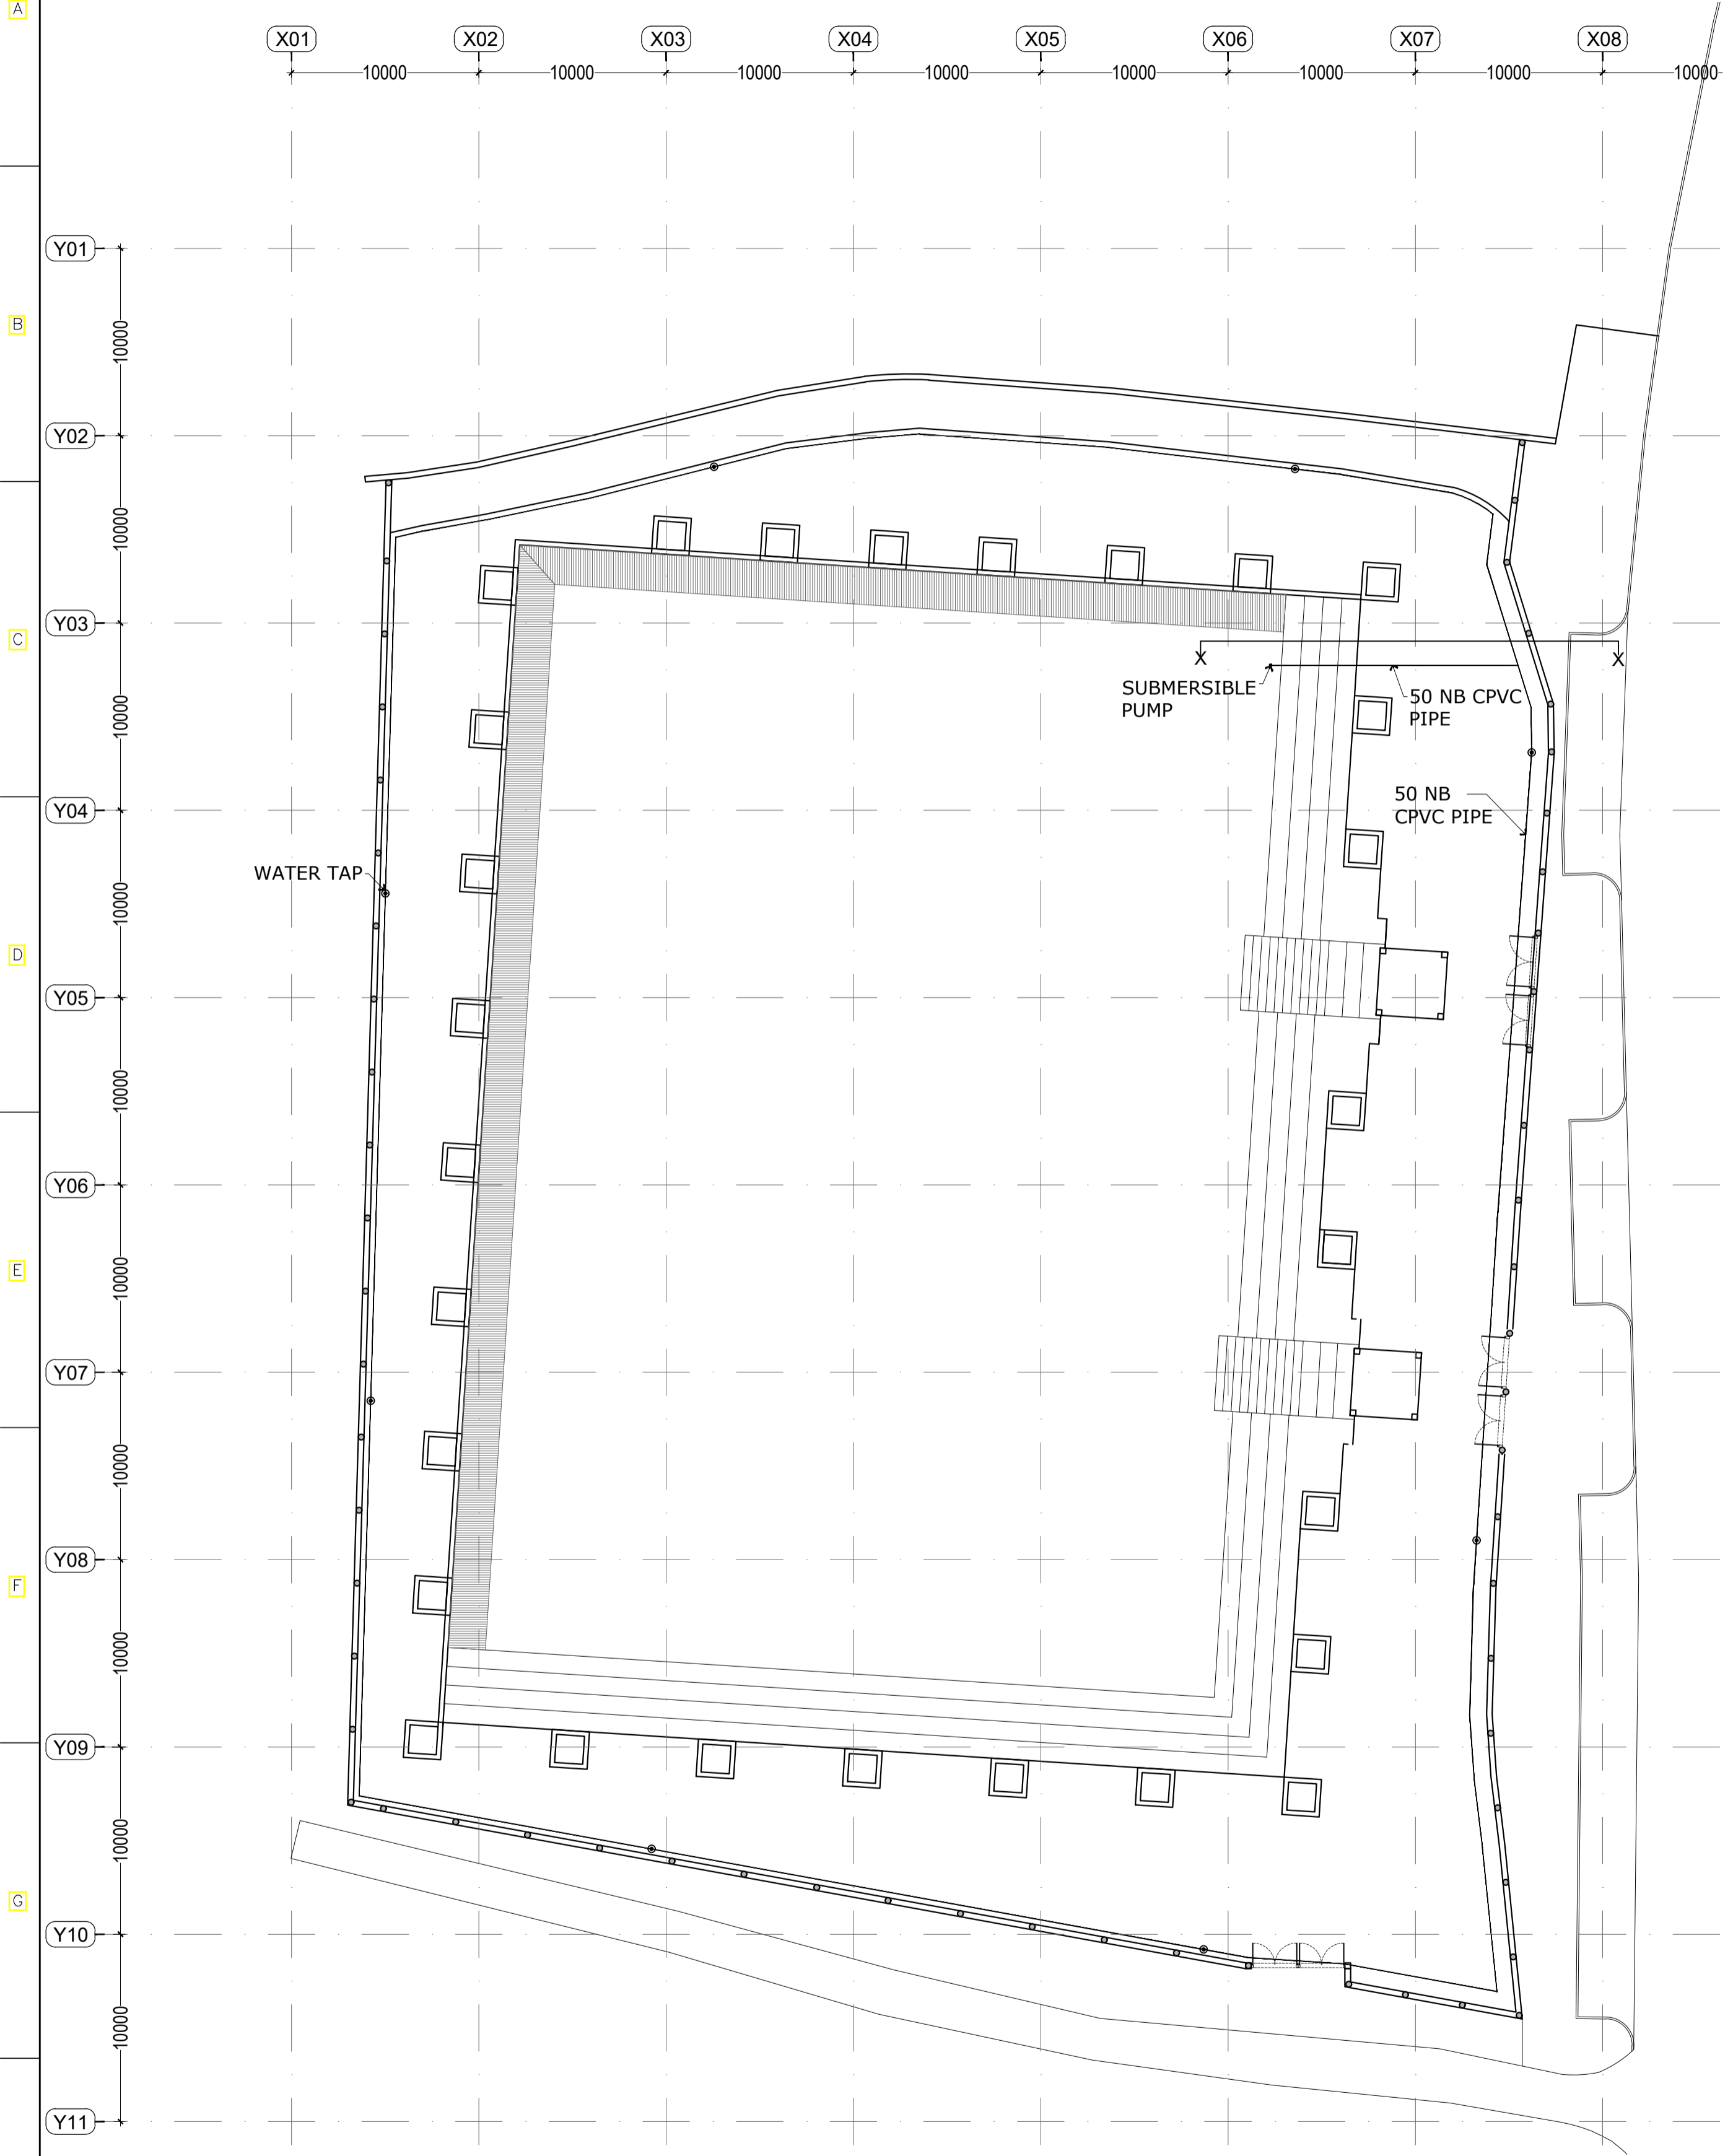 A
X01
X02
X03
X04
X05
X06
X07
X08
10000
10000
10000
10000
10000
10000
10000
10000
Y01
B
10000
Y02
10000
Y03
C
X
X
SUBMERSIBLE
PUMP
50 NB CPVC
PIPE
10000
Y04
50 NB
CPVC PIPE
WATER TAP
10000
D
Y05
10000
Y06
E
10000
Y07
10000
Y08
F
10000
Y09
10000
G
Y10
10000
Y11